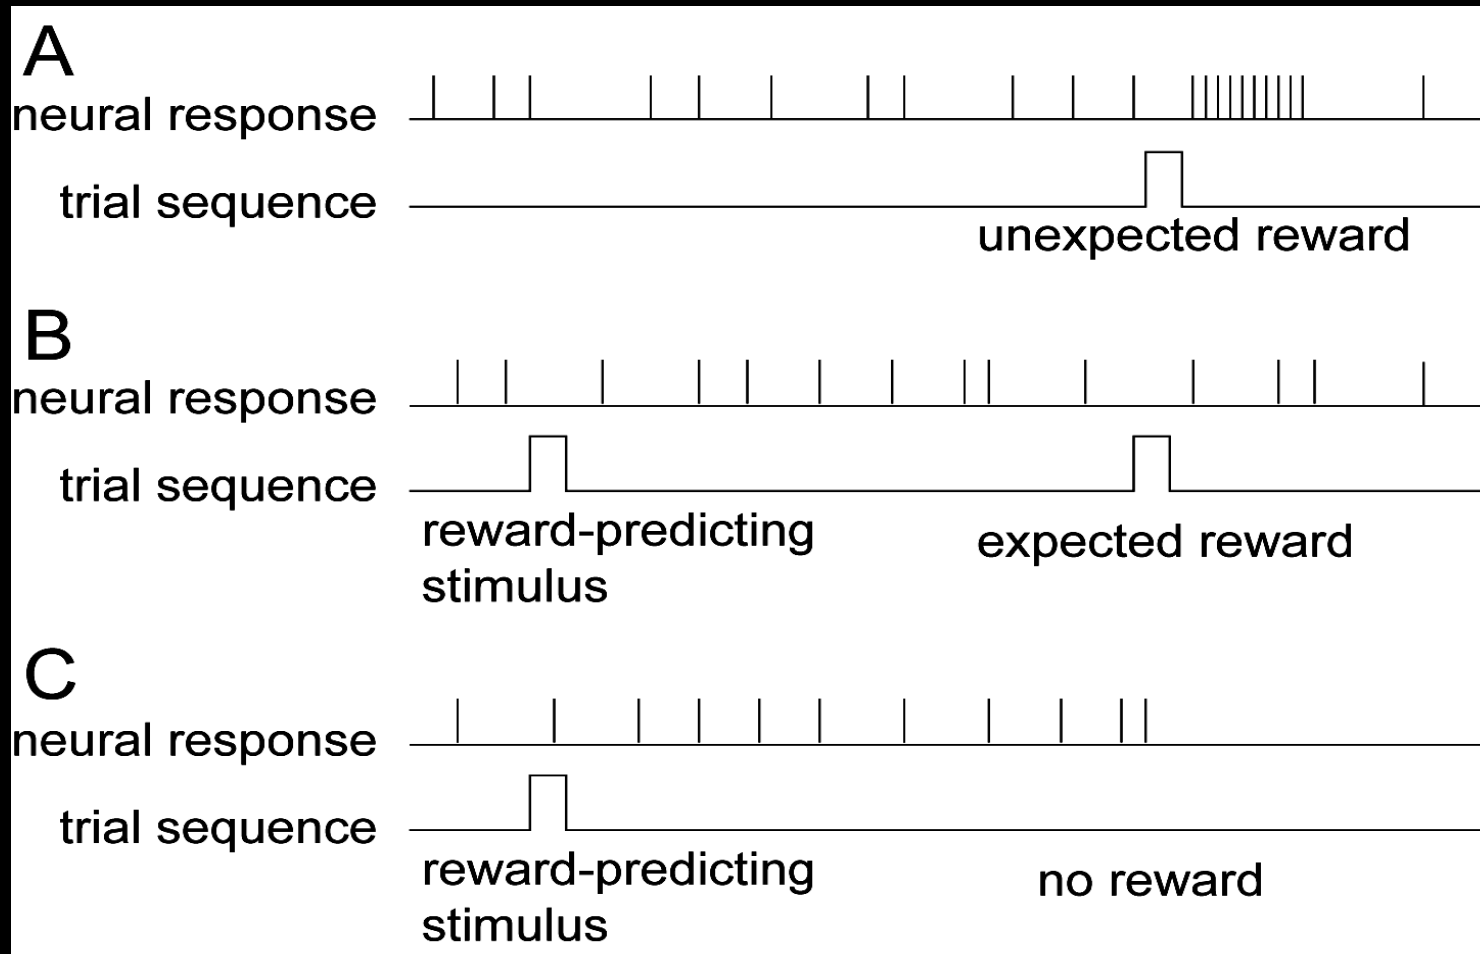 A
neural response
trial sequence
unexpected reward
B
neural response
trial sequence
reward-predicting
stimulus
expected reward
C
neural response
trial sequence
reward-predicting
stimulus
no reward